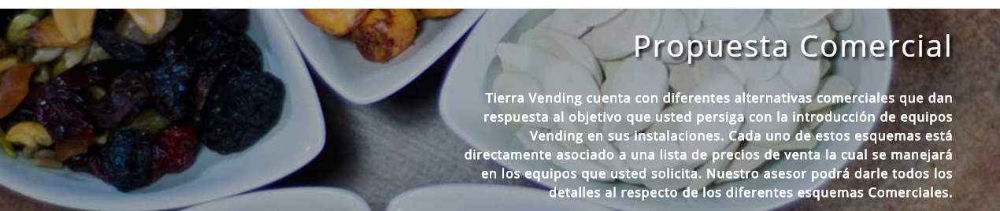 Propuesta Comercial
Tierra Vending cuenta con diferentes alternativas comerciales que dan
respuesta al objetivo que usted persiga con la introducción de equipos
Vending en sus instalaciones. Cada uno de estos esquemas está
directamente asociado a una lista de precios de venta la cual se manejará
en los equipos que usted solicita. Nuestro asesor podrá darle todos los
detalles al respecto de los diferentes esquemas Comerciales.